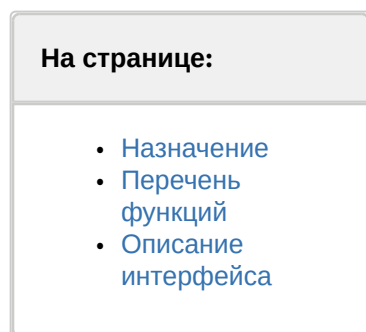 На странице:
Назначение
Перечень
функций
Описание
интерфейса